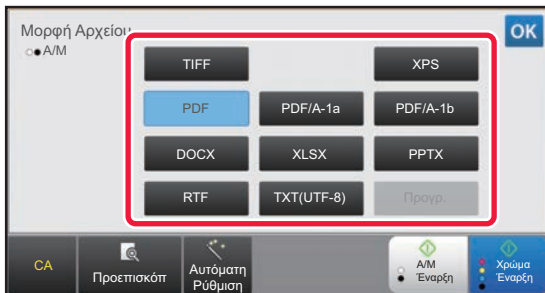 Μορφή Αρχείου
A/M
OK
TIFF
XPS
PDF
PDF/A-1a
PDF/A-1b
DOCX
XLSX
PPTX
RTF
TXT(UTF-8)
Προγρ.
CA
Προεπισκόπ
Αυτόματη
Ρύθμιση
A/M
Έναρξη
Χρώμα
Έναρξη